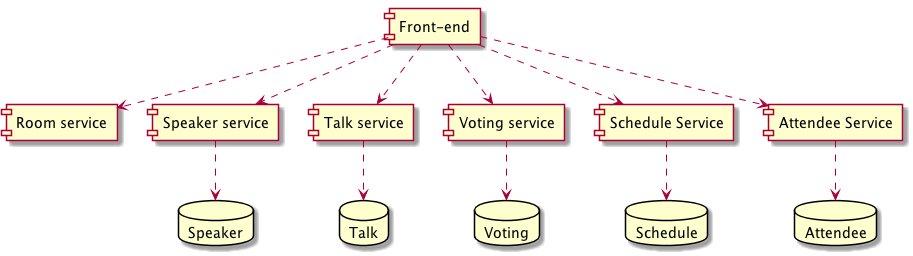 Front-end
Room service
Speaker service
Talk service
Voting service
Schedule Service
Attendee Service
Speaker
Talk
Voting
Schedule
Attendee